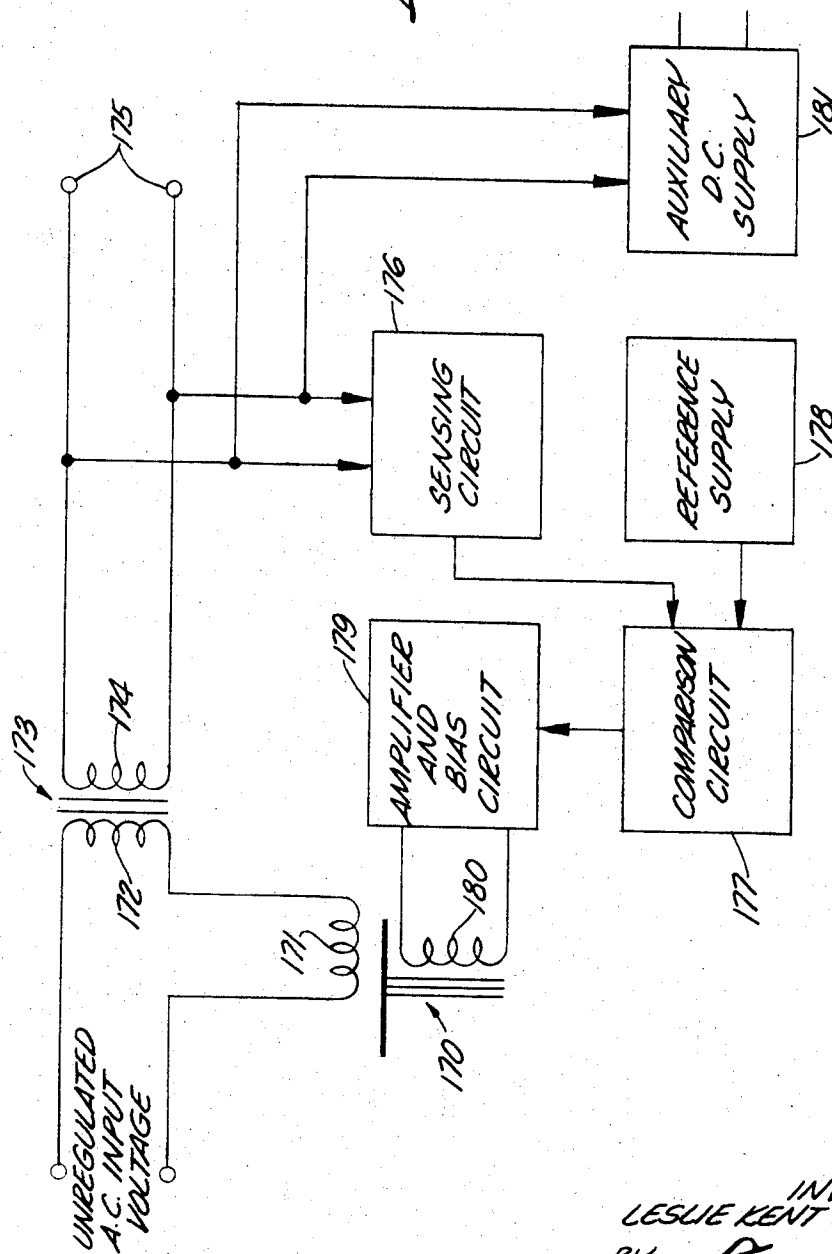 UNREGULATED
A.C. INPUT
VOLTAGE
172
173
174
175
171
170
180
179
AMPLIFIER
AND
BIAS
CIRCUIT
176
SENSING
CIRCUIT
177
COMPARISON
CIRCUIT
REFERENCE
SUPPLY
178
AUXILIARY
D.C.
SUPPLY
181
LESLIE KENT
BY